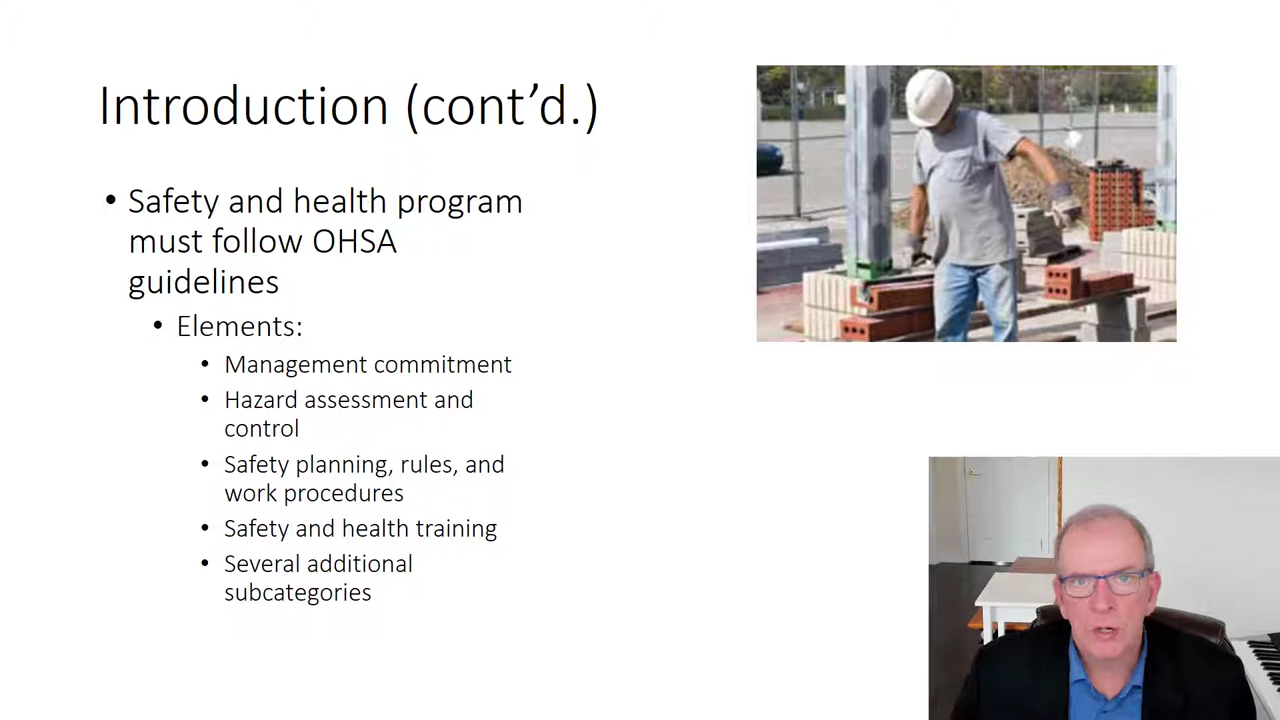 Introduction (cont’d.)
• Safety and health program
must follow OHSA
guidelines
• Elements:
• Management commitment
• Hazard assessment and
control
• Safety planning, rules, and
work procedures
• Safety and health training
• Several additional
subcategories